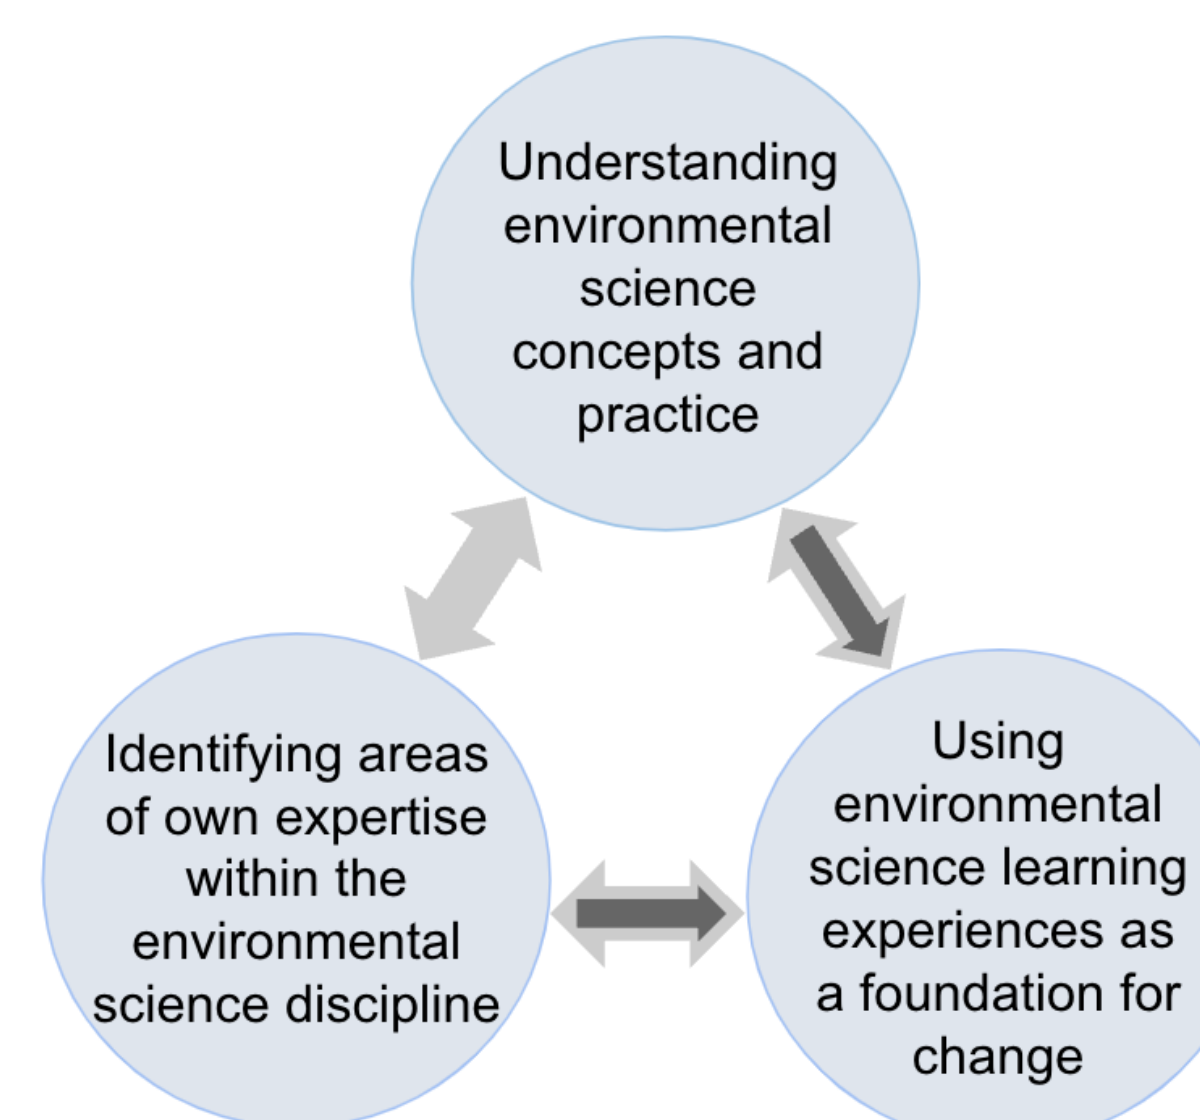 Understanding
environmental
science
concepts and
practice
Identifying areas
of own expertise
within the
environmental
science discipline
Using
environmental
science learning
experiences as
a foundation for
change